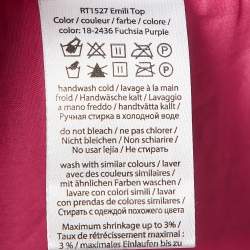 RT1527 Emili Top
Color / couleur / farbe / colore /
color: 18-2436 Fuchsia Purple
handwash cold / lavage à la main
froid / Handwäsche kalt / Lavaggio
a mano freddo / handtvätta kalt /
Ручная стирка в холодной воде
do not bleach / ne pas chlorer
/ Nicht bleichen / Non schiarire
/ No usar lejía / Не стирать
wash with similar colours / laver
avec des couleurs similaires /
mit ähnlichen Farben waschen /
lavare con colori simili / lavar
con prendas de colores similares /
Стирать с одеждой похожего цвета
Maximum shrinkage up to 3% /
Taux de rétrécissement maximal :
3 % / maximales Einlaufen bis